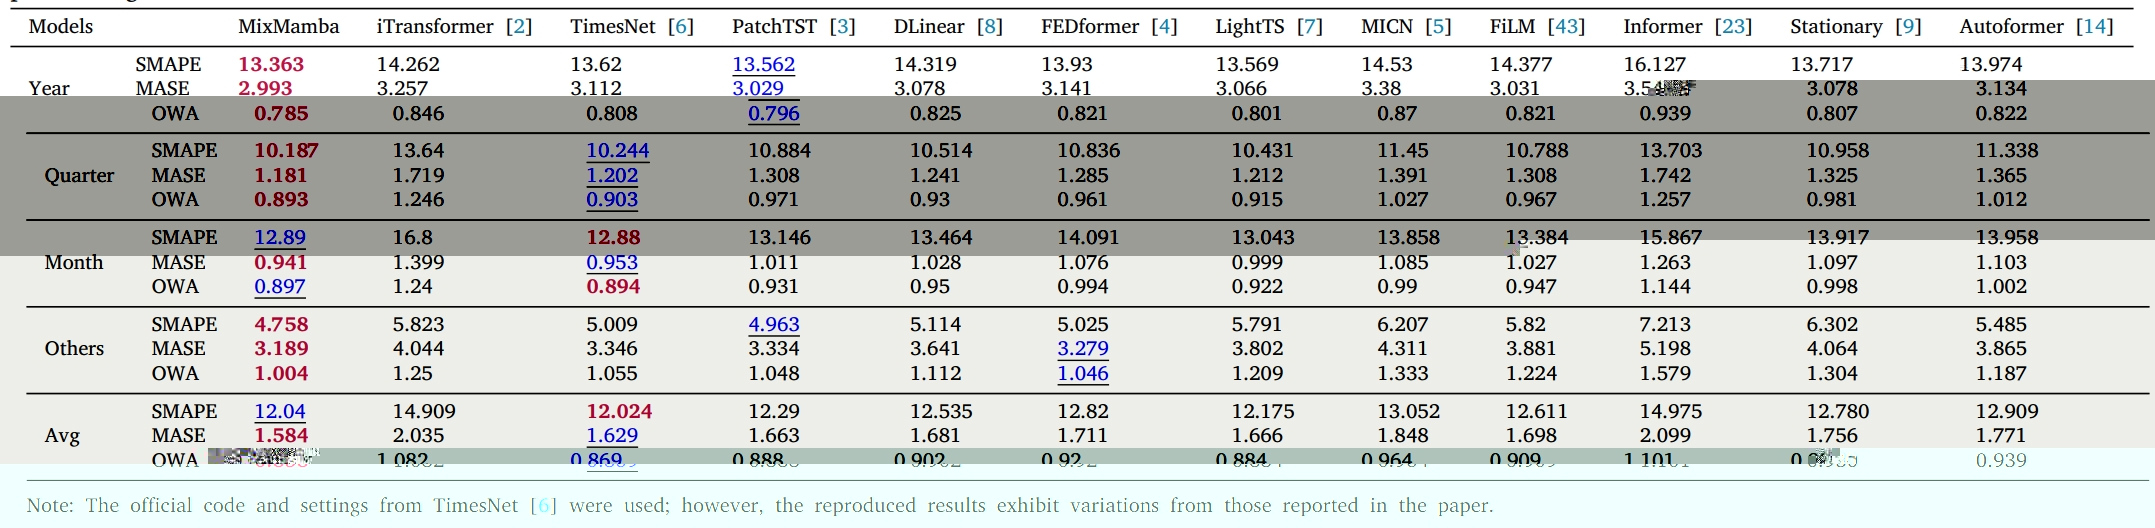 Models MixMamba iTransformer [2] TimesNet [6] PatchTST [3] DLinear [8] FEDformer [4] LightTS [7] MICN [5] FiLM [43] Informer [23] Stationary [9] Autoformer [14]
SMAPE 13.363 14.262 13.62 13.562 14.319 13.93 13.569 14.53 14.377 16.127 13.717 13.974
Year MASE 2.993 3.257 3.112 3.029 3.078 3.141 3.066 3.38 3.031 3.078 3.134
OWA 0.785 0.846 0.808 0.796 0.825 0.821 0.801 0.87 0.821 0.939 0.807 0.822
SMAPE 10.187 13.64 10.244 10.884 10.514 10.836 10.431 11.45 10.788 13.703 10.958 11.338
Quarter MASE 1.181 1.719 1.202 1.308 1.241 1.285 1.212 1.391 1.308 1.742 1.325 1.365
OWA 0.893 1.246 0.903 0.971 0.93 0.961 0.915 1.027 0.967 1.257 0.981 1.012
SMAPE 12.89 16.8 12.88 13.146 13.464 14.091 13.043 13.858 13.384 15.867 13.917 13.958
Month MASE 0.941 1.399 0.953 1.011 1.028 1.076 0.999 1.085 1.027 1.263 1.097 1.103
OWA 0.897 1.24 0.894 0.931 0.95 0.994 0.922 0.99 0.947 1.144 0.998 1.002
SMAPE 4.758 5.823 5.009 4.963 5.114 5.025 5.791 6.207 5.82 7.213 6.302 5.485
Others MASE 3.189 4.044 3.346 3.334 3.641 3.279 3.802 4.311 3.881 5.198 4.064 3.865
OWA 1.004 1.25 1.055 1.048 1.112 1.046 1.209 1.333 1.224 1.579 1.304 1.187
SMAPE 12.04 14.909 12.024 12.29 12.535 12.82 12.175 13.052 12.611 14.975 12.780 12.909
Avg MASE 1.584 2.035 1.629 1.663 1.681 1.711 1.666 1.848 1.698 2.099 1.756 1.771
OWA 1.082 0.869 0.888 0.902 0.92 0.884 0.964 0.909 1.101 0.939
Note: The official code and settings from TimesNet [6] were used; however, the reproduced results exhibit variations from those reported in the paper.